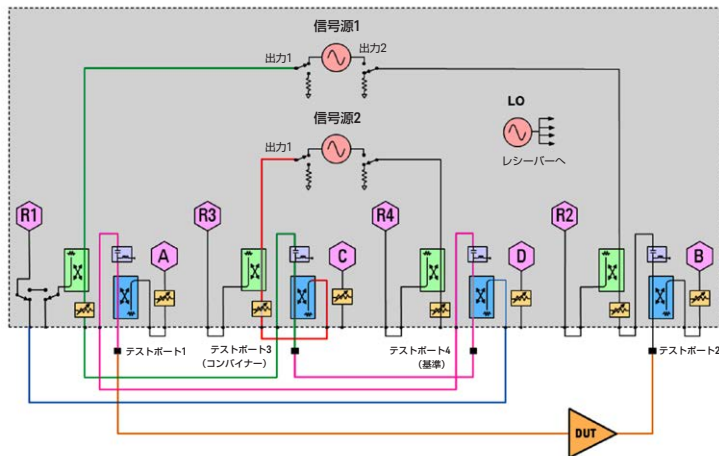 信号源1
出力1
出力2
信号源2
出力1
LO
レシーバーへ
R1
A
R3
C
R4
D
R2
B
テストポート1
テストポート3
(コンバイナー)
テストポート4
(基準)
テストポート2
DUT